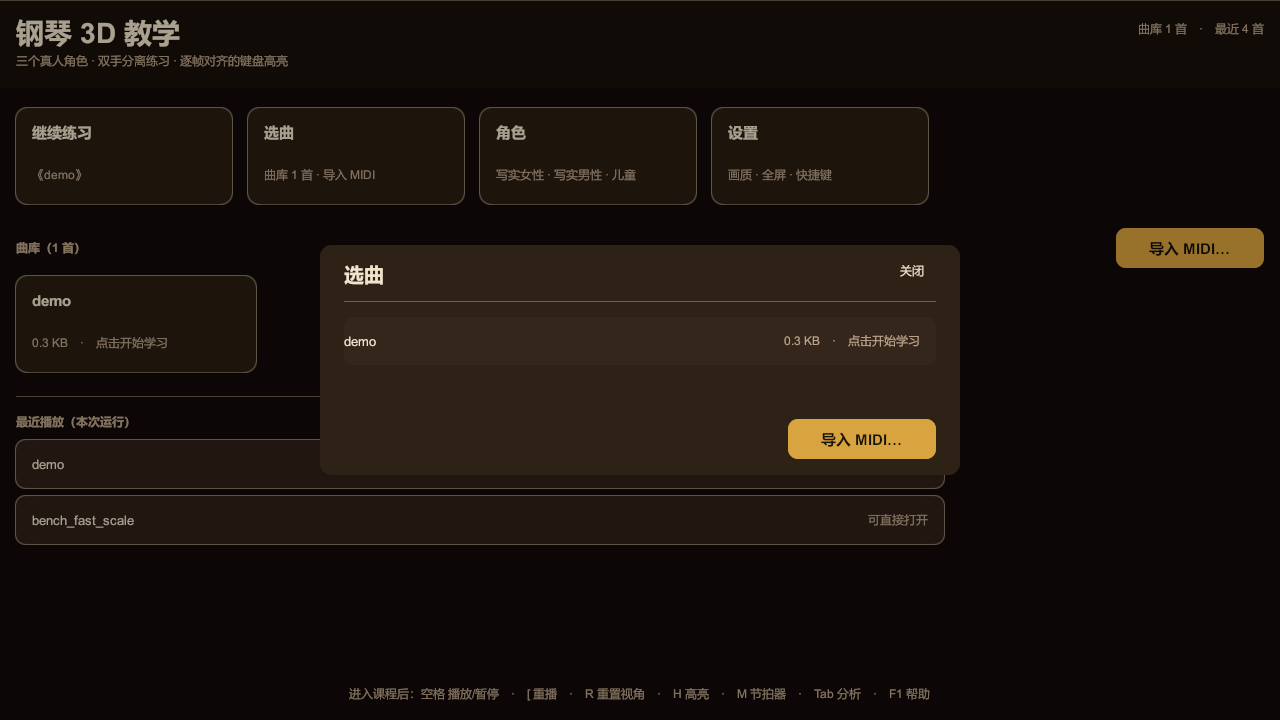 钢琴 3D 教学
曲库 1 首 · 最近 4 首
三个真人角色 · 双手分离练习 · 逐帧对齐的键盘高亮
继续练习
《demo》
选曲
曲库 1 首 · 导入 MIDI
角色
写实女性 · 写实男性 · 儿童
设置
画质 · 全屏 · 快捷键
曲库（1 首）
导入 MIDI…
demo
0.3 KB · 点击开始学习
选曲
关闭
demo
0.3 KB · 点击开始学习
导入 MIDI…
最近播放（本次运行）
demo
bench_fast_scale
可直接打开
进入课程后：空格 播放/暂停 · [ 重播 · R 重置视角 · H 高亮 · M 节拍器 · Tab 分析 · F1 帮助